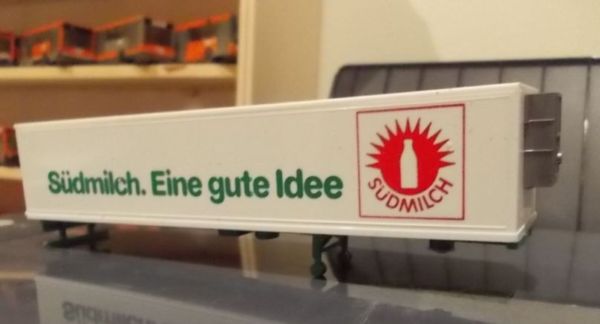 Südmilch. Eine gute Idee
SÜDMILCH